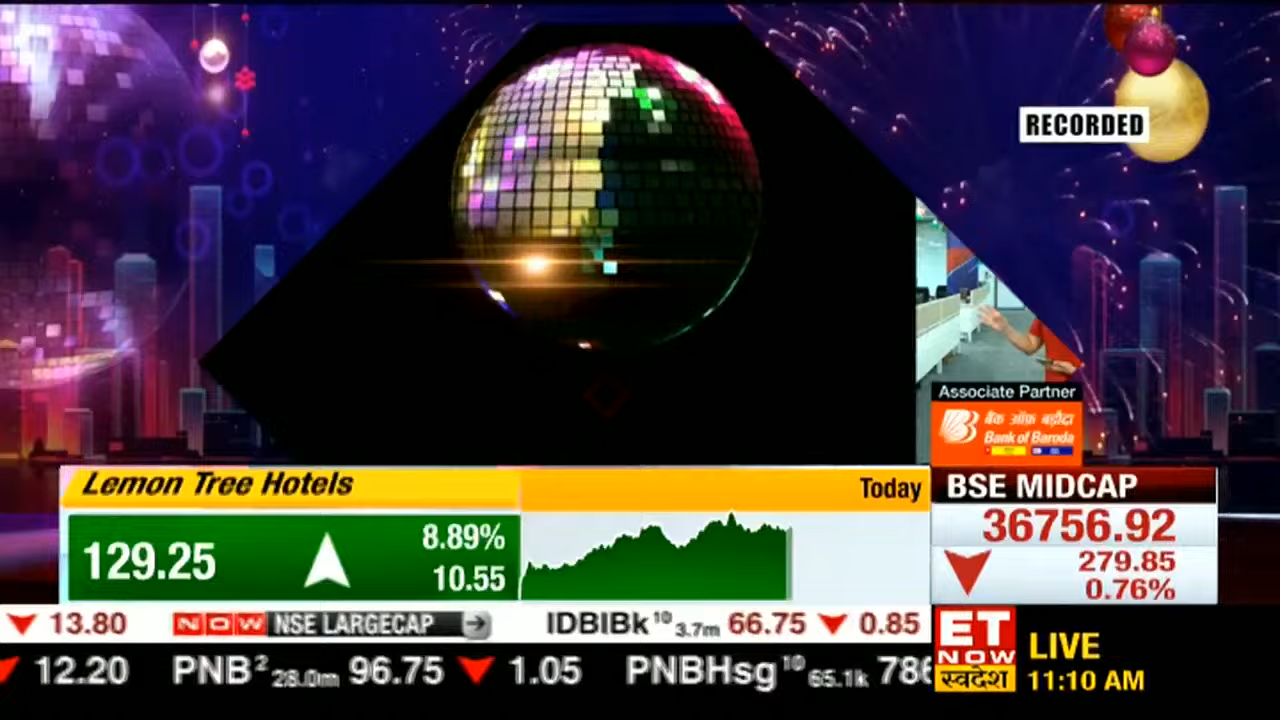 RECORDED
Associate Partner
बैंक ऑफ़ बड़ौदा
Bank of Baroda
Lemon Tree Hotels
Today
129.25
8.89%
10.55
BSE MIDCAP
36756.92
279.85
0.76%
13.80 NOW NSE LARGECAP IDBIBk 10 3.7m 66.75 0.85
12.20 PNB 2 28.0m 96.75 1.05 PNBHsg 10 65.1k
ET
NOW
स्वदेश
LIVE
11:10 AM